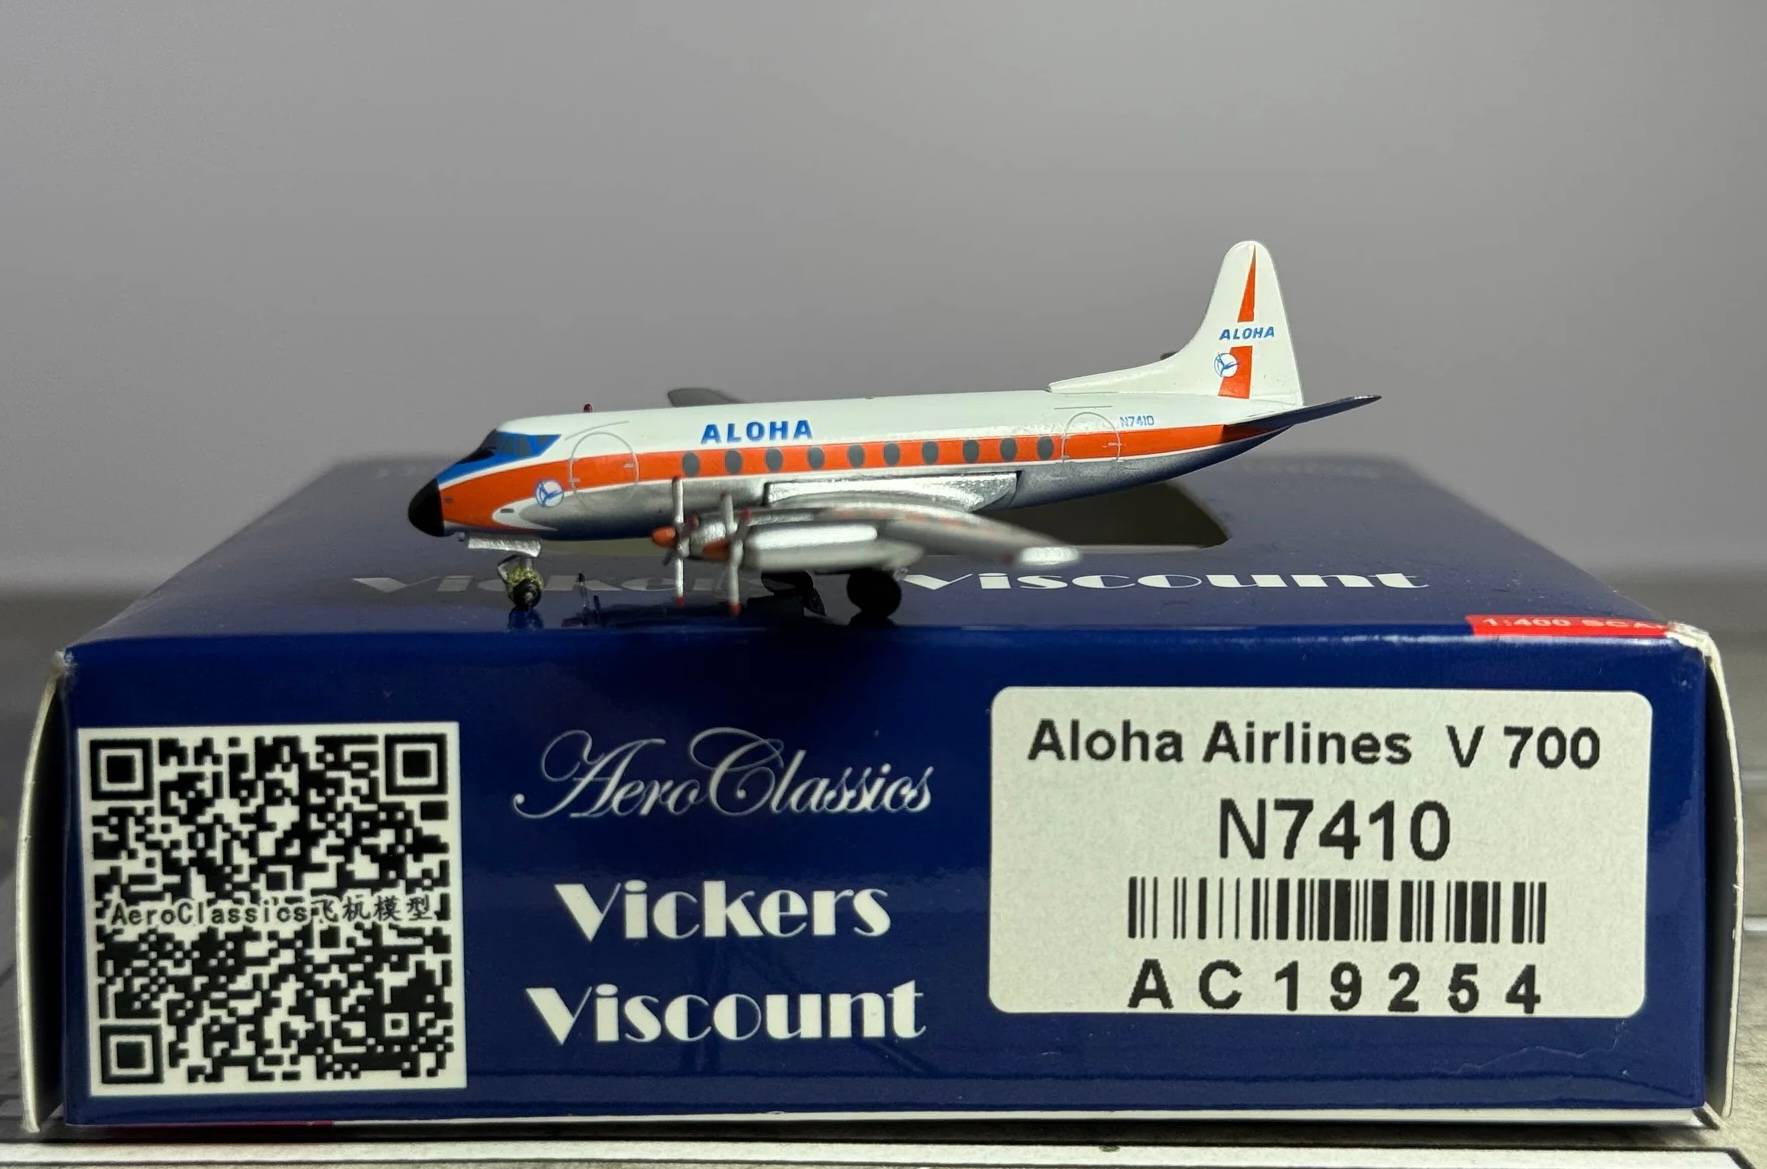 ALOHA
ALOHA
N7410
Vickers Viscount
1:400 SCA
AeroClassics
Vickers
Viscount
AeroClassics飞机模型
Aloha Airlines V 700
N7410
AC19254